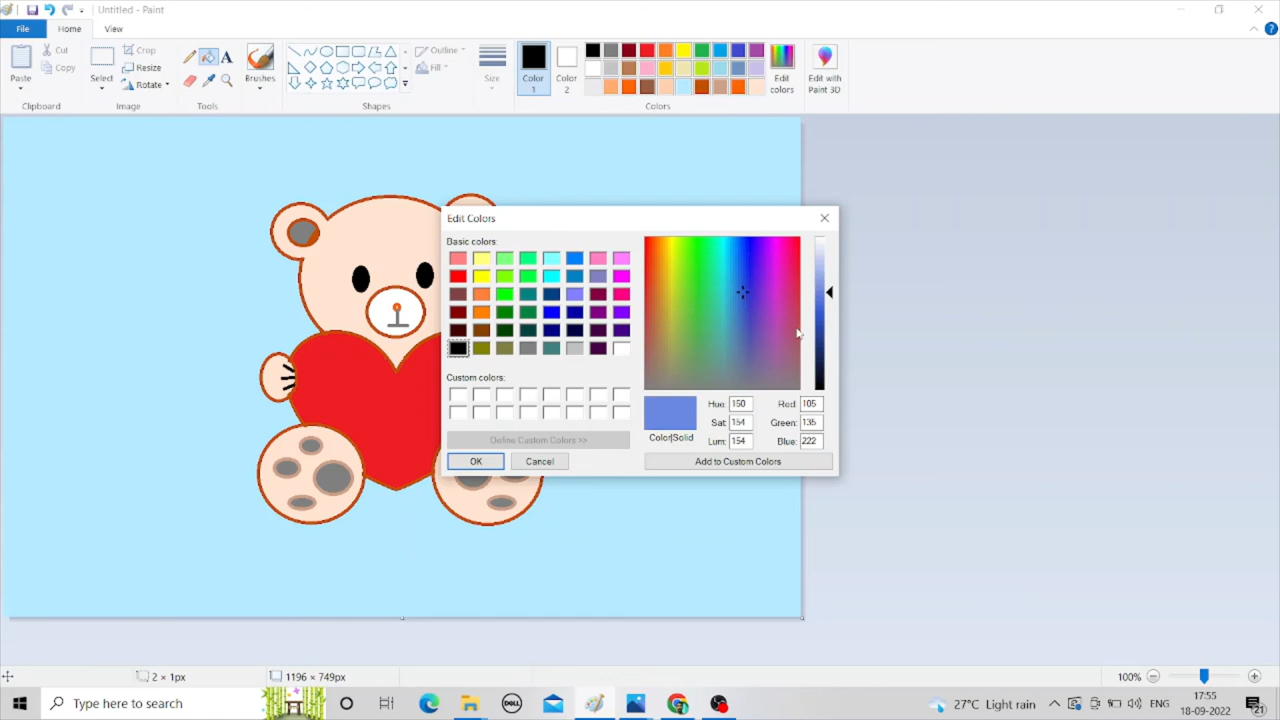 Untitled - Paint
File Home View
Paste
Cut
Copy
Clipboard
Select
Crop
Resize
Rotate
Image
Tools
Brushes
Outline
Fill
Shapes
Size
Color 1
Color 2
Colors
Edit colors
Edit with Paint 3D
Edit Colors
Basic colors:
Custom colors:
Define Custom Colors >>
OK Cancel
Color|Solid
Hue: 150 Red: 105
Sat: 154 Green: 135
Lum: 154 Blue: 222
Add to Custom Colors
2 × 1px 1196 × 749px 100%
Type here to search
DELL
27°C Light rain
ENG
17:55
18-09-2022
21